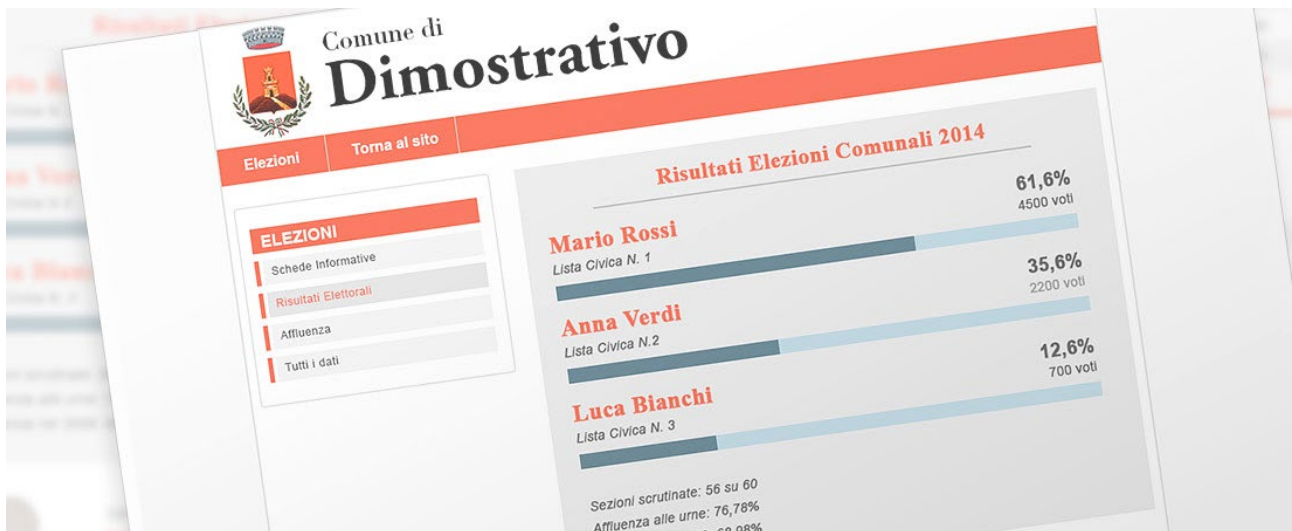 Comune di
Dimostrativo
Elezioni
Torna al sito
ELEZIONI
Schede Informative
Risultati Elettorali
Affluenza
Tutti i dati
Risultati Elezioni Comunali 2014
61,6%
4500 voti
Mario Rossi
Lista Civica N. 1
35,6%
2200 voti
Anna Verdi
Lista Civica N.2
12,6%
700 voti
Luca Bianchi
Lista Civica N. 3
Sezioni scrutinate: 56 su 60
Affluenza alle urne: 76,78%